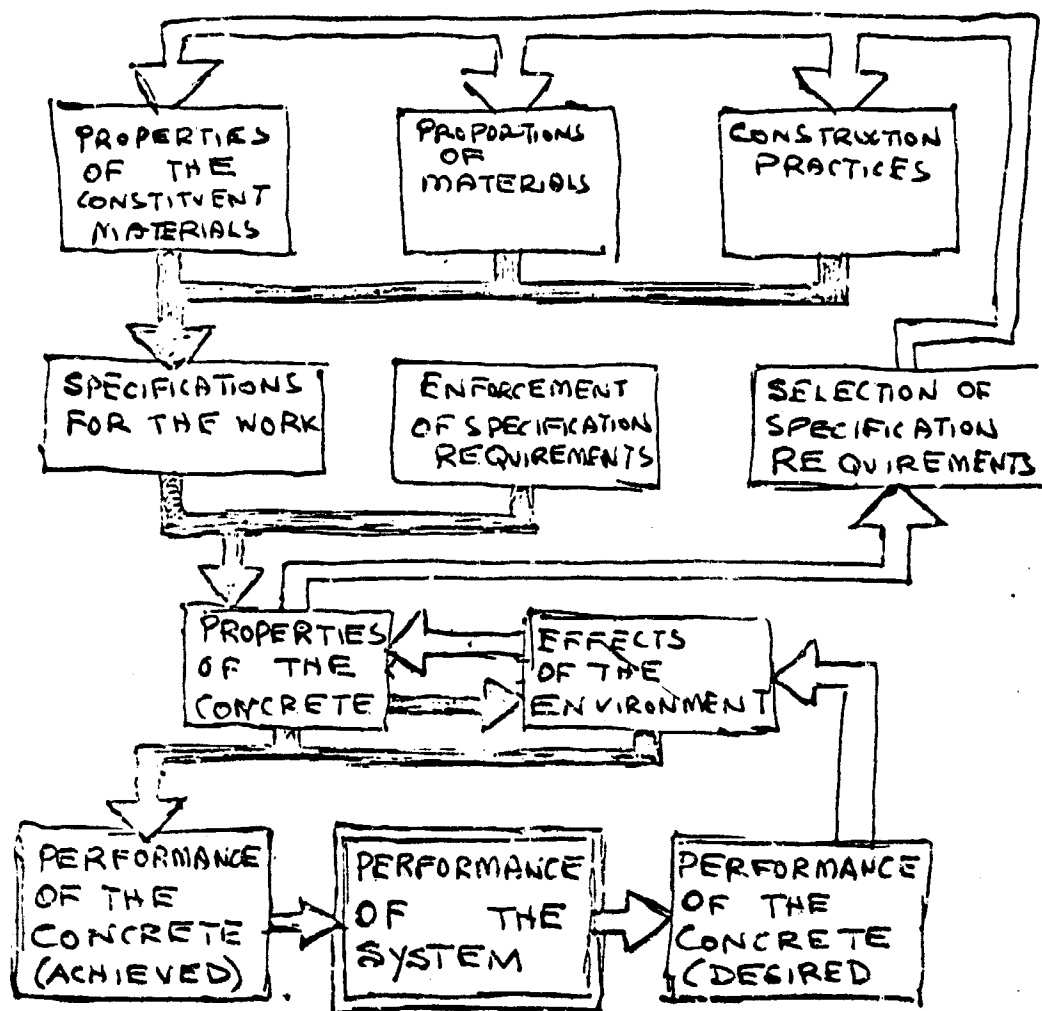 PROPERTIES
OF THE
CONSTITUENT
MATERIALS
PROPORTIONS
OF
MATERIALS
CONSTRUCTION
PRACTICES
SPECIFICATIONS
FOR THE WORK
ENFORCEMENT
OF SPECIFICATION
REQUIREMENTS
SELECTION OF
SPECIFICATION
REQUIREMENTS
PROPERTIES
OF THE
CONCRETE
EFFECTS
OF THE
ENVIRONMENT
PERFORMANCE
OF THE
CONCRETE
(ACHIEVED)
PERFORMANCE
OF THE
SYSTEM
PERFORMANCE
OF THE
CONCRETE
(DESIRED